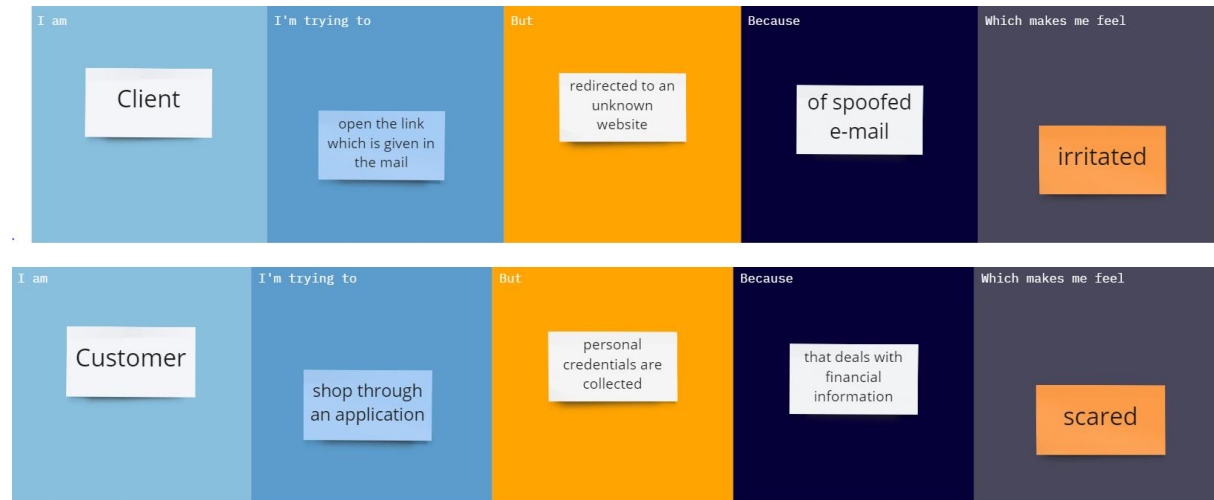 I am
I'm trying to
But
Because
Which makes me feel
Client
open the link
which is given in
the mail
redirected to an
unknown
website
of spoofed
e-mail
irritated
.
I am
I'm trying to
But
Because
Which makes me feel
Customer
shop through
an application
personal
credentials are
collected
that deals with
financial
information
scared